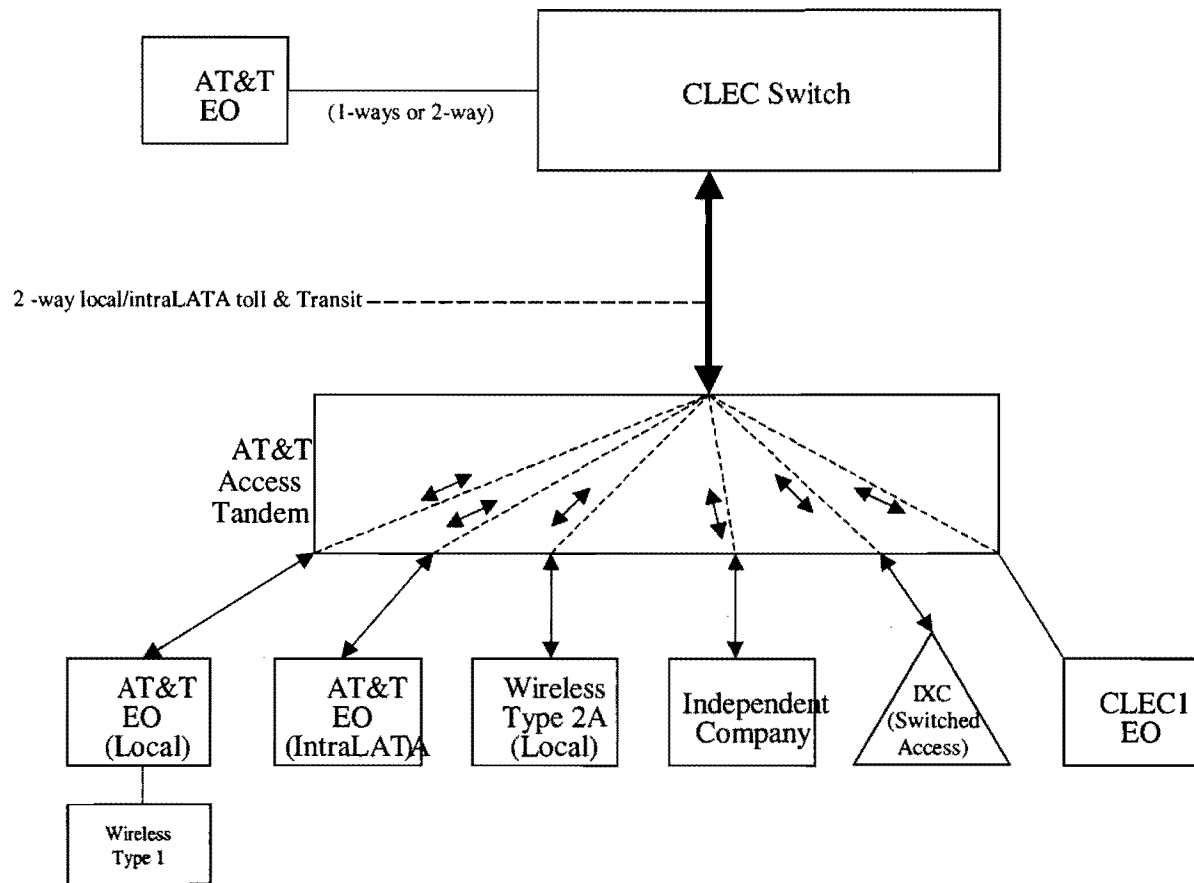 AT&T
EO
(1-ways or 2-way)
CLEC Switch
2 -way local/intraLATA toll & Transit
AT&T
Access
Tandem
AT&T
EO
(Local)
AT&T
EO
(IntraLAT)A
Wireless
Type 2A
(Local)
Independent
Company
IXC
(Switched
Access)
CLEC1
EO
Wireless
Type 1